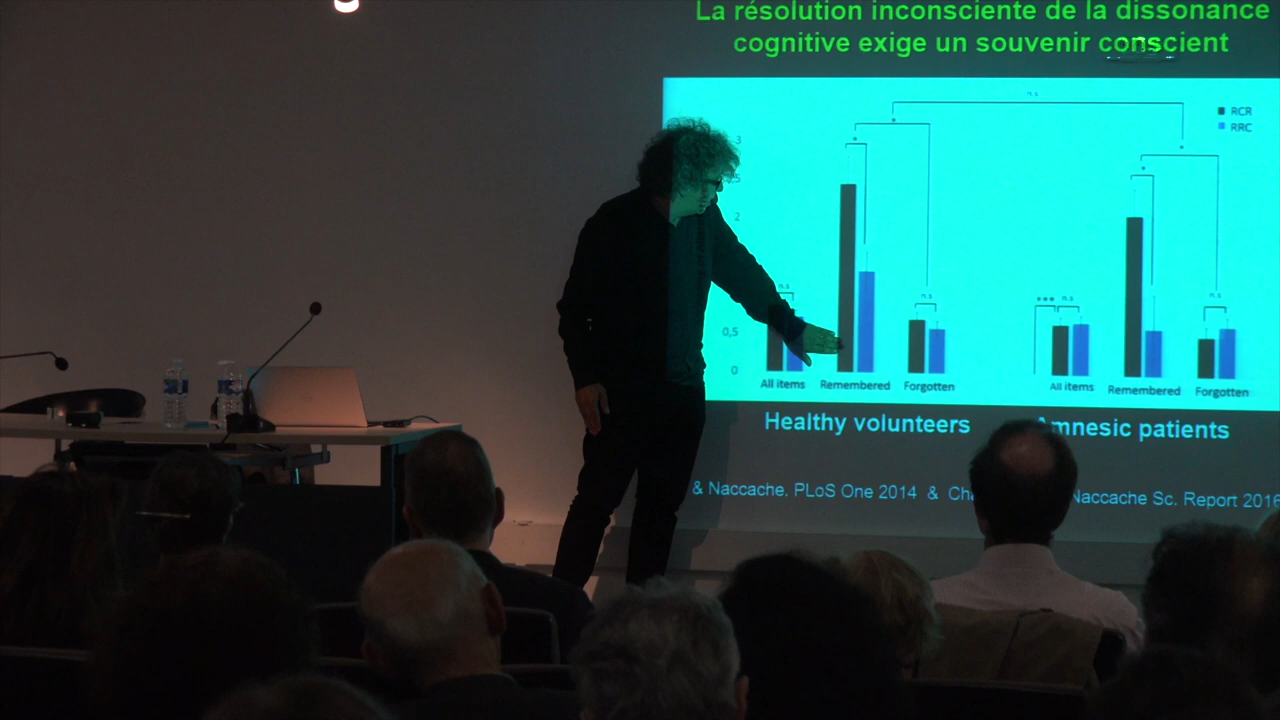 La résolution inconsciente de la dissonance
cognitive exige un souvenir conscient
n.s
RCR
RRC
3
2
0,5
0
n.s
n.s
*** n.s
n.s
All items
Remembered
Forgotten
All items
Remembered
Forgotten
Healthy volunteers
Amnesic patients
& Naccache. PLoS One 2014 & Naccache Sc. Report 2016